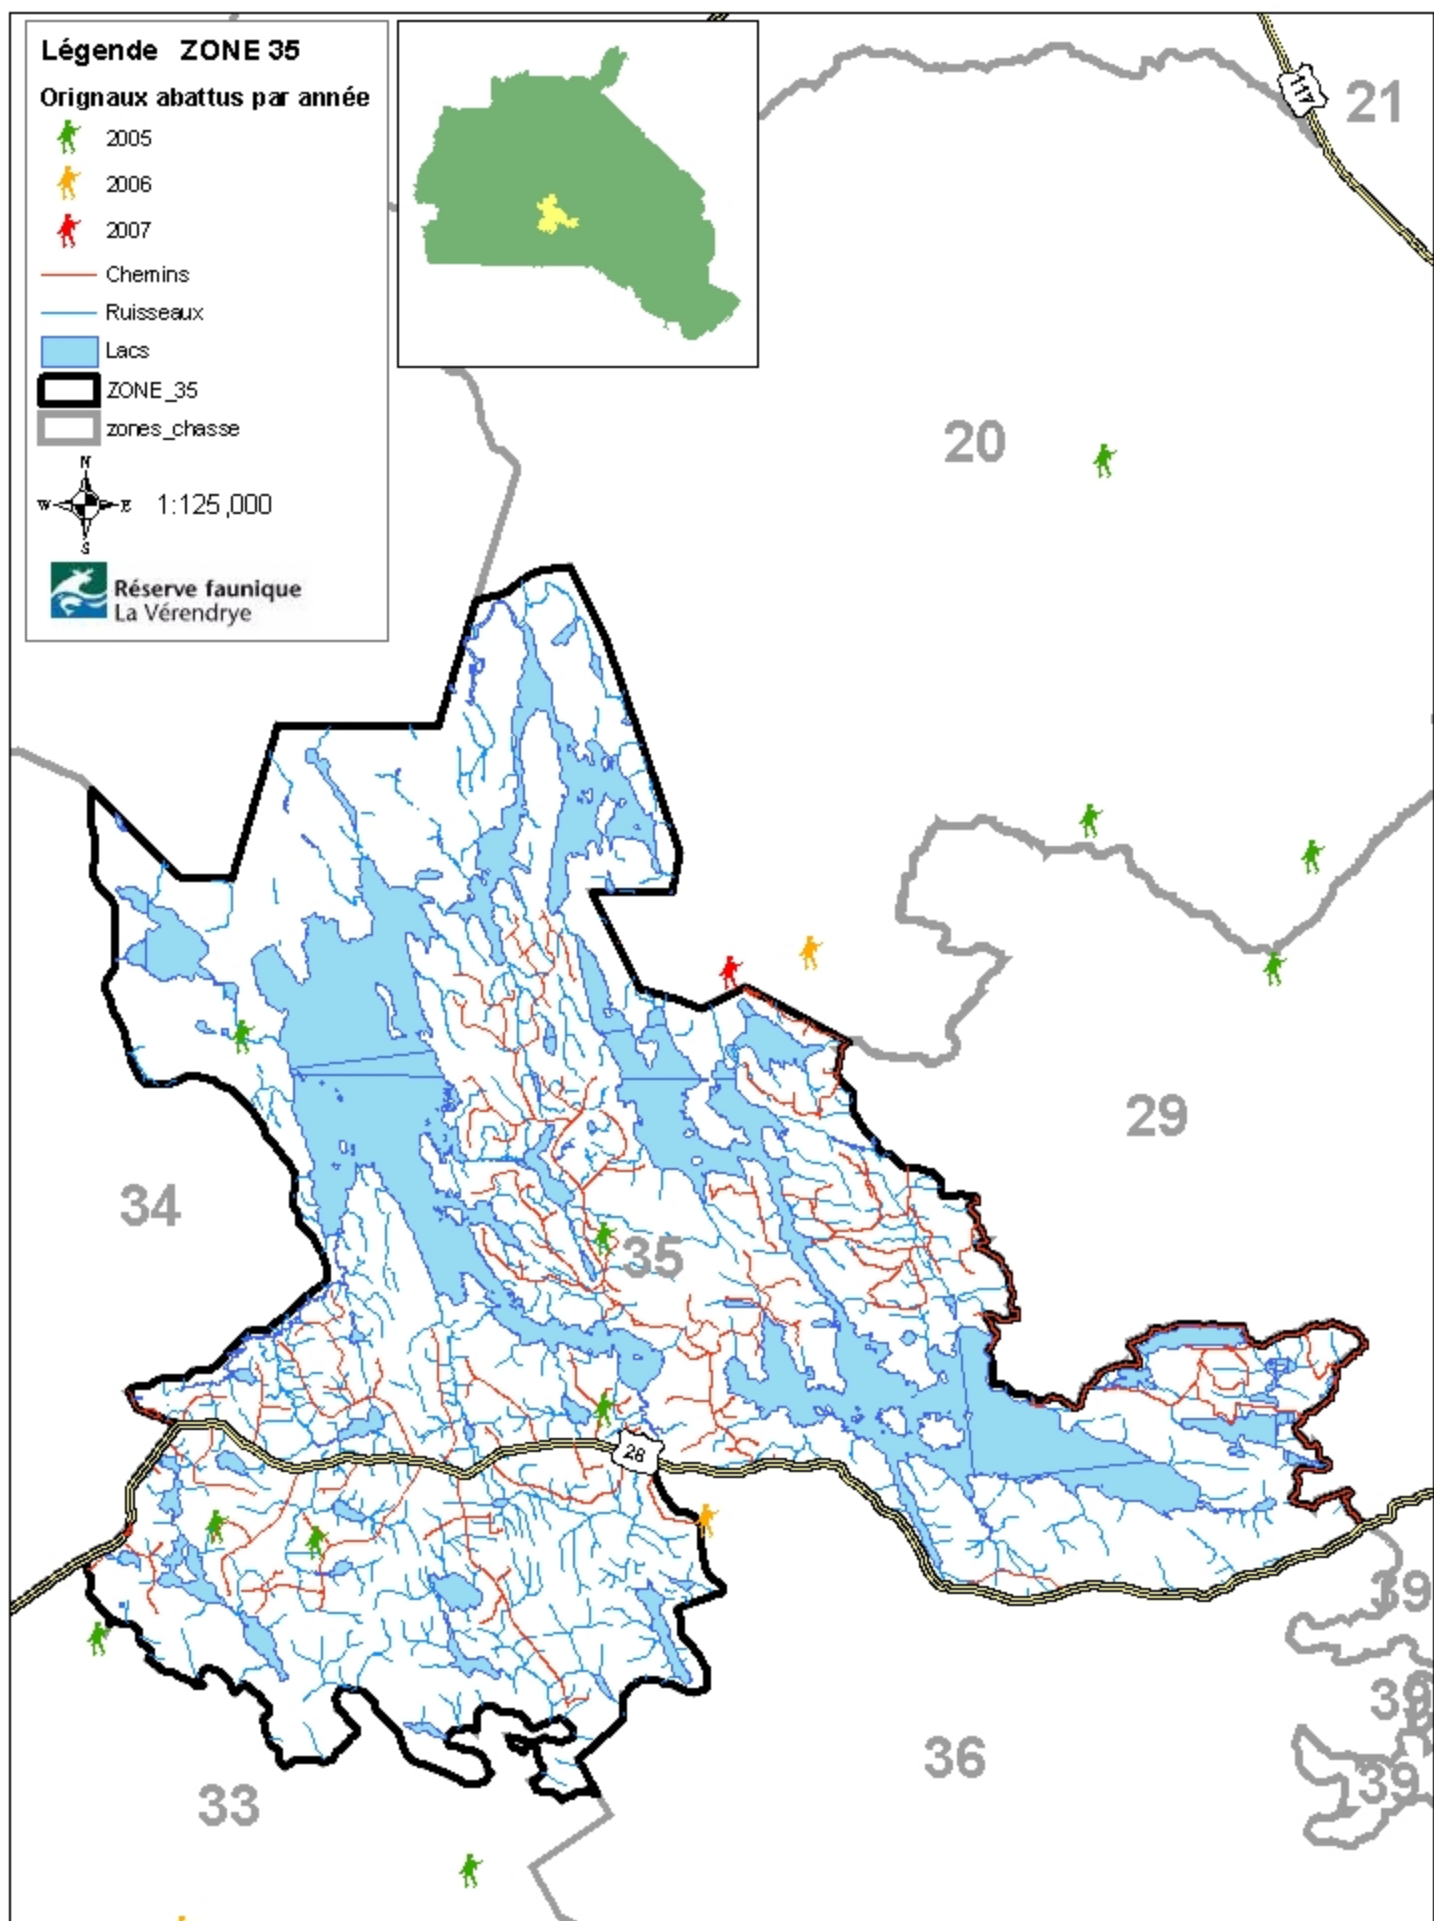 Légende ZONE 35
Orignaux abattus par année
2005
2006
2007
Chemins
Ruisseaux
Lacs
ZONE_35
zones_chasse
N
W E
S
1:125,000
Réserve faunique
La Vérendrye
117
21
20
29
34
35
28
39
39
39
36
33